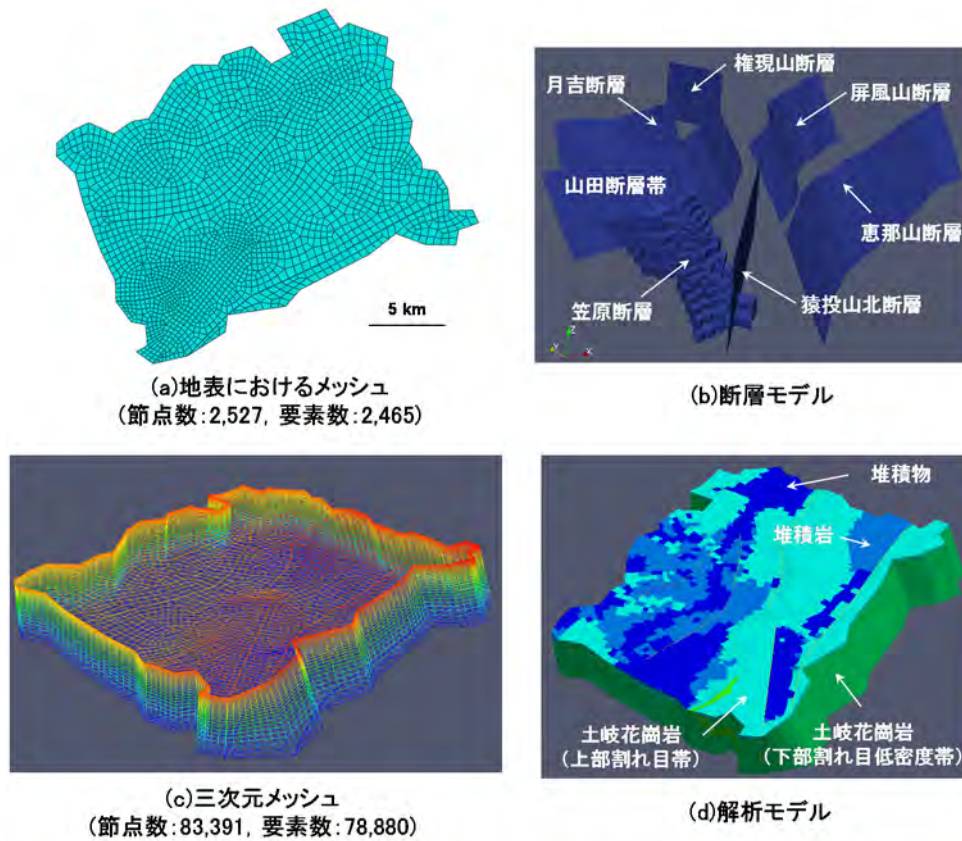 5 km
(a)地表におけるメッシュ
(節点数:2,527, 要素数:2,465)
権現山断層
月吉断層
屏風山断層
山田断層帯
恵那山断層
笠原断層
猿投山北断層
Z
Y
X
(b)断層モデル
(c)三次元メッシュ
(節点数:83,391, 要素数:78,880)
堆積物
堆積岩
土岐花崗岩
(上部割れ目帯)
土岐花崗岩
(下部割れ目低密度帯)
(d)解析モデル